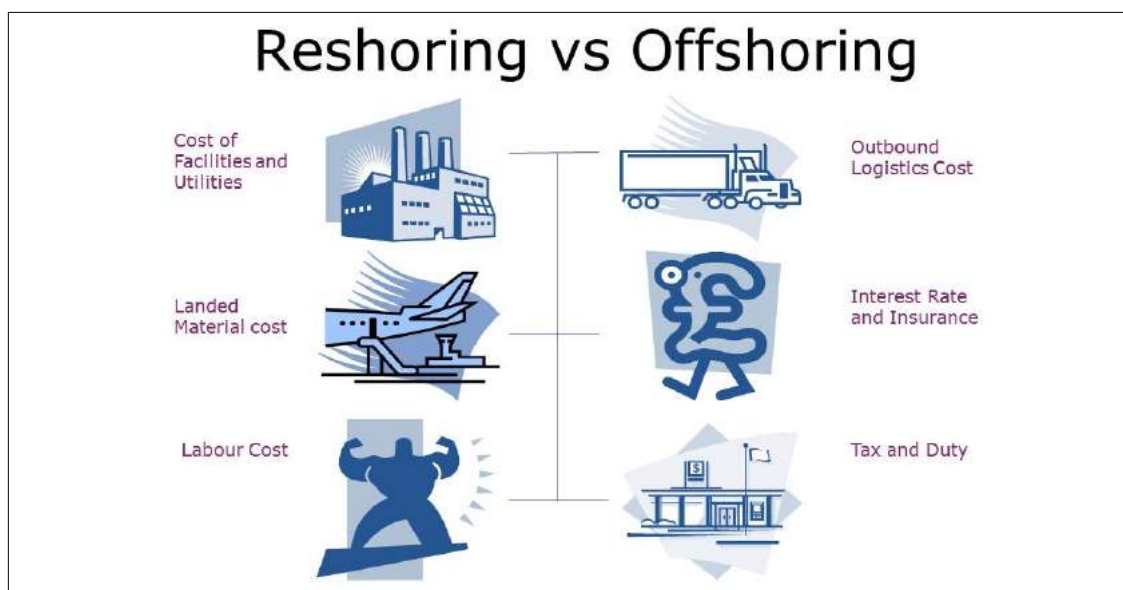 Reshoring vs Offshoring
Cost of
Facilities and
Utilities
Outbound
Logistics Cost
Landed
Material cost
Interest Rate
and Insurance
Labour Cost
Tax and Duty
$